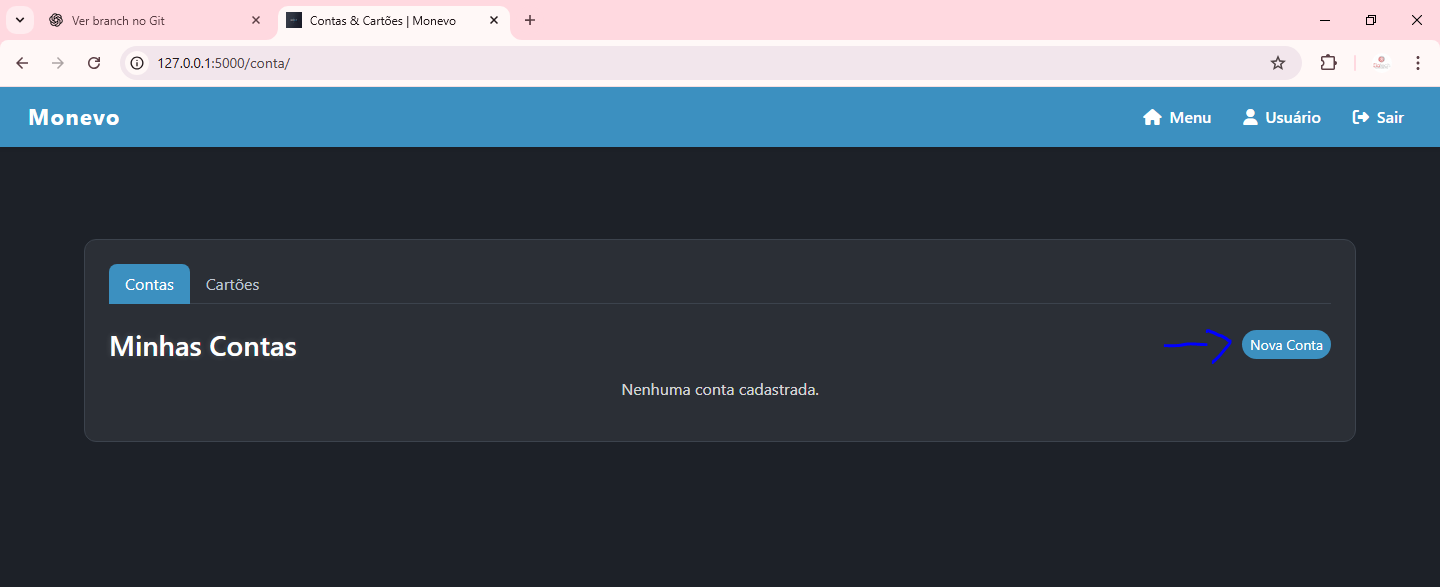 Ver branch no Git
Contas & Cartões | Monevo
127.0.0.1:5000/conta/
Monevo
Menu
Usuário
Sair
Contas
Cartões
Minhas Contas
Nova Conta
Nenhuma conta cadastrada.